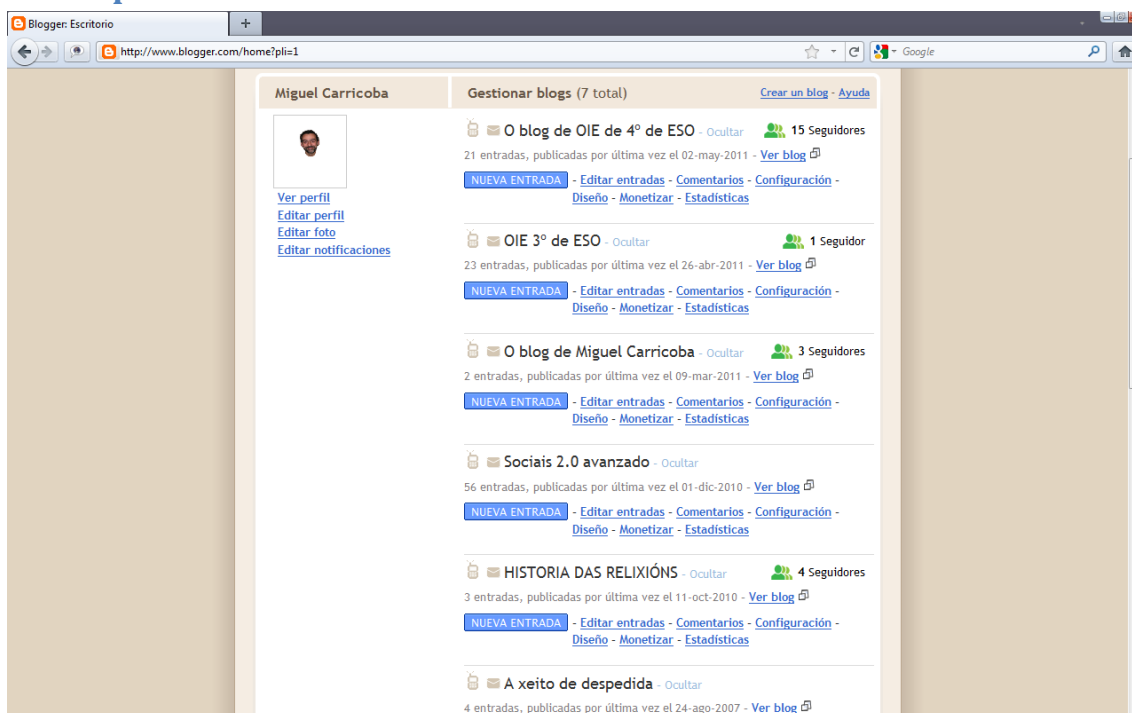 Blogger: Escritorio
http://www.blogger.com/home?pli=1
Google
Miguel Carricoba
Gestionar blogs (7 total)
Crear un blog - Ayuda
Ver perfil
Editar perfil
Editar foto
Editar notificaciones
O blog de OIE de 4º de ESO - Ocultar 15 Seguidores
21 entradas, publicadas por última vez el 02-may-2011 - Ver blog
NUEVA ENTRADA - Editar entradas - Comentarios - Configuración -
Diseño - Monetizar - Estadísticas
OIE 3º de ESO - Ocultar 1 Seguidor
23 entradas, publicadas por última vez el 26-abr-2011 - Ver blog
NUEVA ENTRADA - Editar entradas - Comentarios - Configuración -
Diseño - Monetizar - Estadísticas
O blog de Miguel Carricoba - Ocultar 3 Seguidores
2 entradas, publicadas por última vez el 09-mar-2011 - Ver blog
NUEVA ENTRADA - Editar entradas - Comentarios - Configuración -
Diseño - Monetizar - Estadísticas
Sociais 2.0 avanzado - Ocultar
56 entradas, publicadas por última vez el 01-dic-2010 - Ver blog
NUEVA ENTRADA - Editar entradas - Comentarios - Configuración -
Diseño - Monetizar - Estadísticas
HISTORIA DAS RELIXIÓNS - Ocultar 4 Seguidores
3 entradas, publicadas por última vez el 11-oct-2010 - Ver blog
NUEVA ENTRADA - Editar entradas - Comentarios - Configuración -
Diseño - Monetizar - Estadísticas
A xeito de despedida - Ocultar
4 entradas, publicadas por última vez el 24-ago-2007 - Ver blog